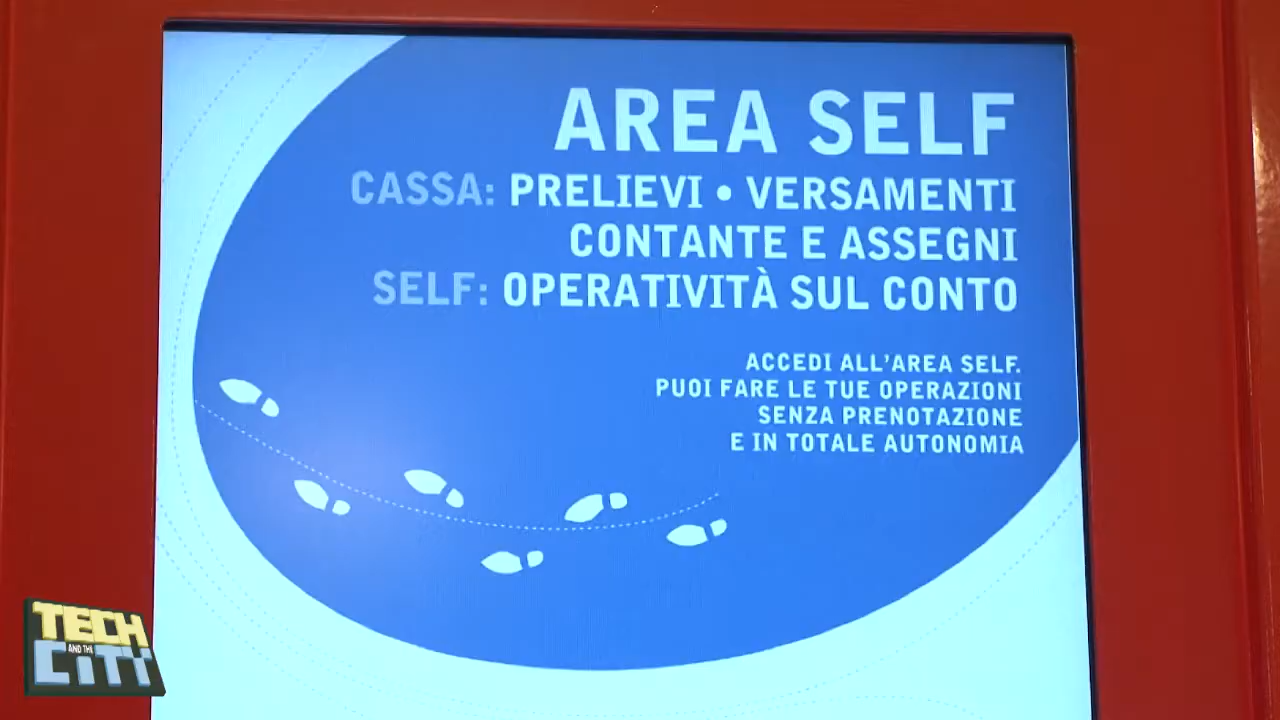 AREA SELF
CASSA: PRELIEVI • VERSAMENTI
CONTANTE E ASSEGNI
SELF: OPERATIVITÀ SUL CONTO
ACCEDI ALL'AREA SELF.
PUOI FARE LE TUE OPERAZIONI
SENZA PRENOTAZIONE
E IN TOTALE AUTONOMIA
TECH
AND THE
CITY